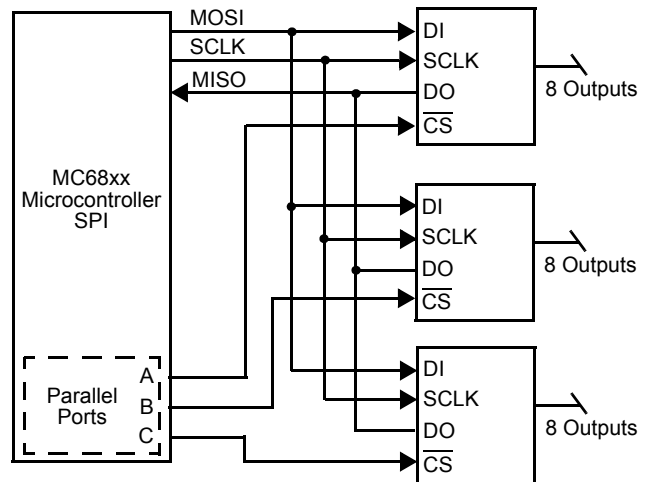 MOSI
SCLK
MISO
MC68xx
Microcontroller
SPI
Parallel
Ports
A
B
C
DI
SCLK
DO
CS
8 Outputs
DI
SCLK
DO
CS
8 Outputs
DI
SCLK
DO
CS
8 Outputs